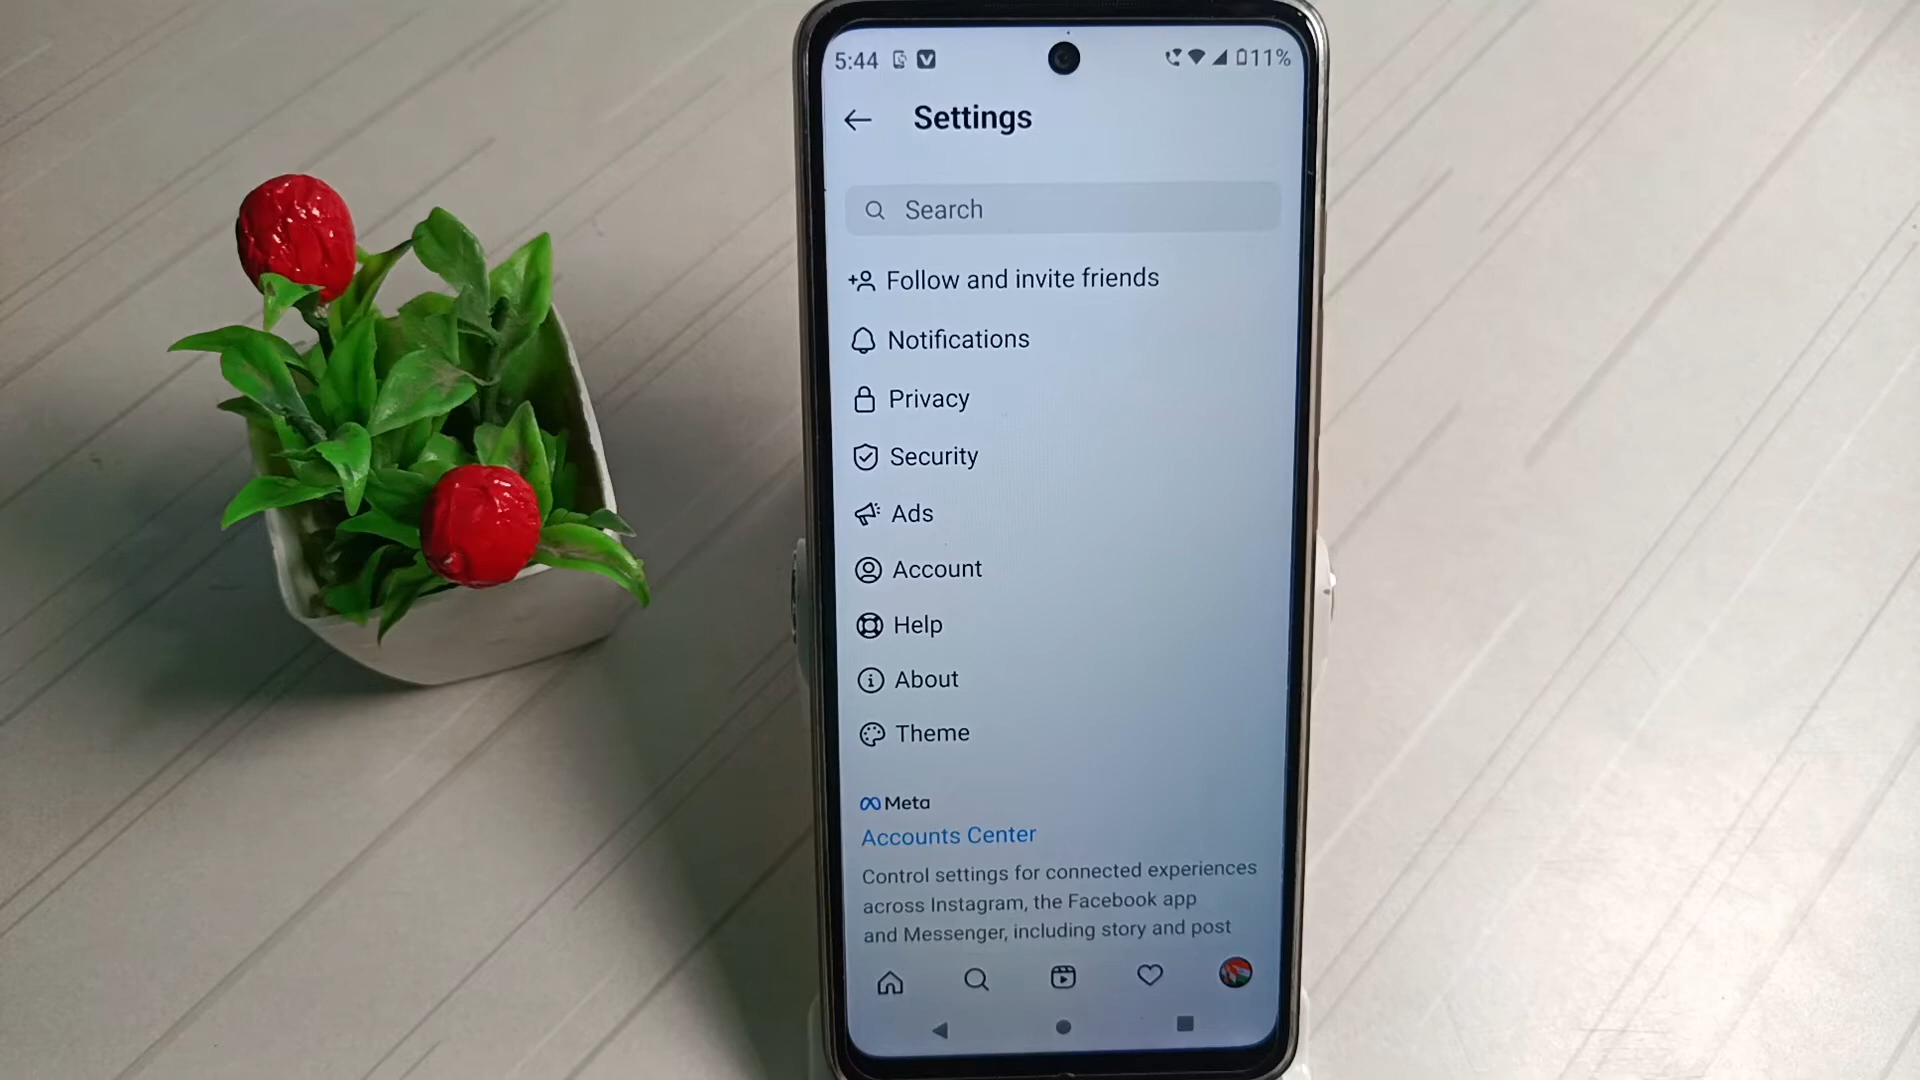 5:44
11%
Settings
Search
Follow and invite friends
Notifications
Privacy
Security
Ads
Account
Help
About
Theme
Meta
Accounts Center
Control settings for connected experiences
across Instagram, the Facebook app
and Messenger, including story and post